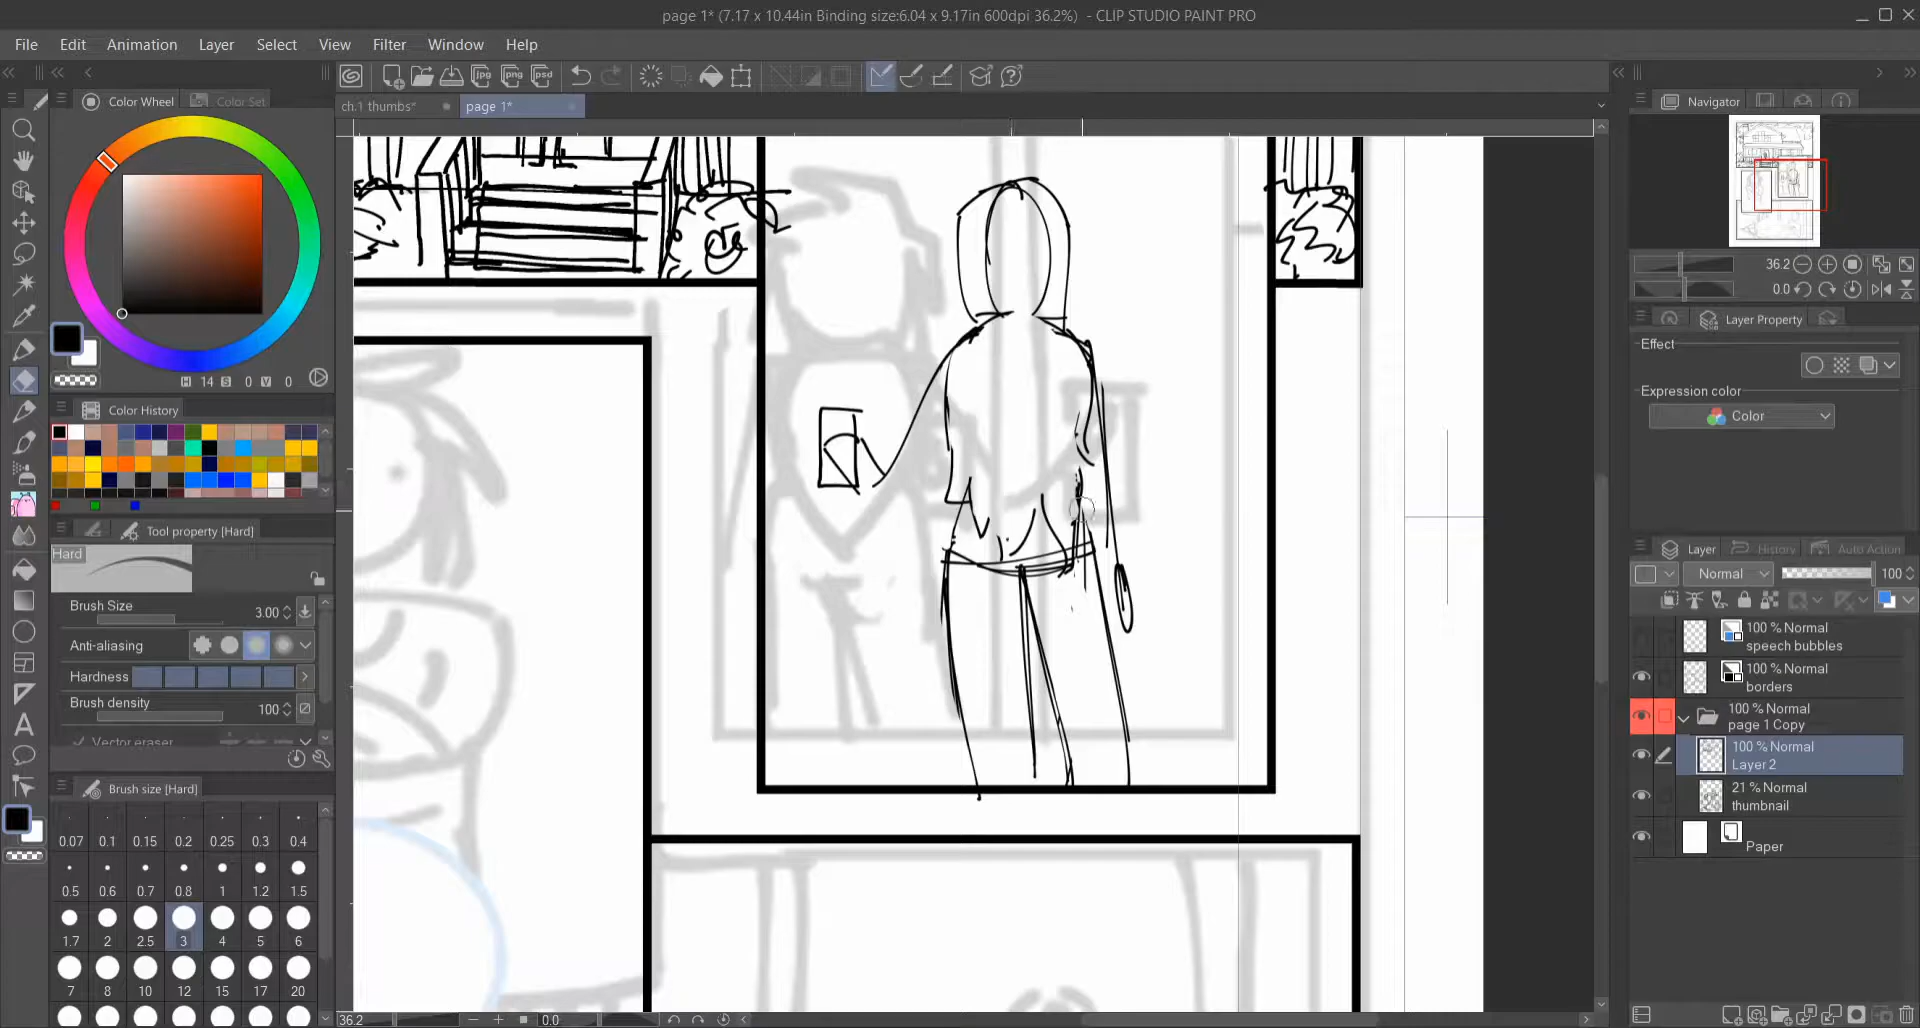 page 1* (7.17 x 10.44in Binding size:6.04 x 9.17in 600dpi 36.2%) - CLIP STUDIO PAINT PRO
File Edit Animation Layer Select View Filter Window Help
jpg png psd
ch.1 thumbs* page 1*
Color Wheel Color Set
H 14 S 0 V 0
Color History
Tool property [Hard]
Hard
Brush Size 3.00
Anti-aliasing
Hardness
Brush density 100
Vector eraser
Brush size [Hard]
0.07 0.1 0.15 0.2 0.25 0.3 0.4
0.5 0.6 0.7 0.8 1 1.2 1.5
1.7 2 2.5 3 4 5 6
7 8 10 12 15 17 20
36.2 0.0
Navigator
36.2
0.0
Layer Property
Effect
Expression color
Color
Layer History Auto Action
Normal 100
100 % Normal
speech bubbles
100 % Normal
borders
100 % Normal
page 1 Copy
100 % Normal
Layer 2
21 % Normal
thumbnail
Paper